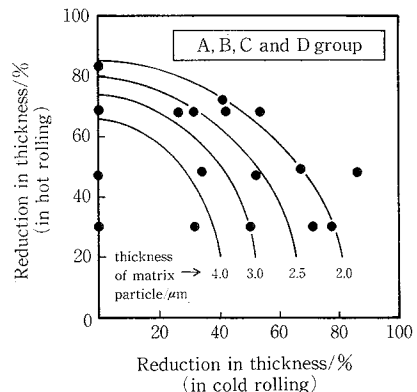 A, B, C and D group
Reduction in thickness/%
(in hot rolling)
100
80
60
40
20
0
thickness
of matrix → 4.0 3.0 2.5 2.0
particle/μm
20 40 60 80 100
Reduction in thickness/%
(in cold rolling)